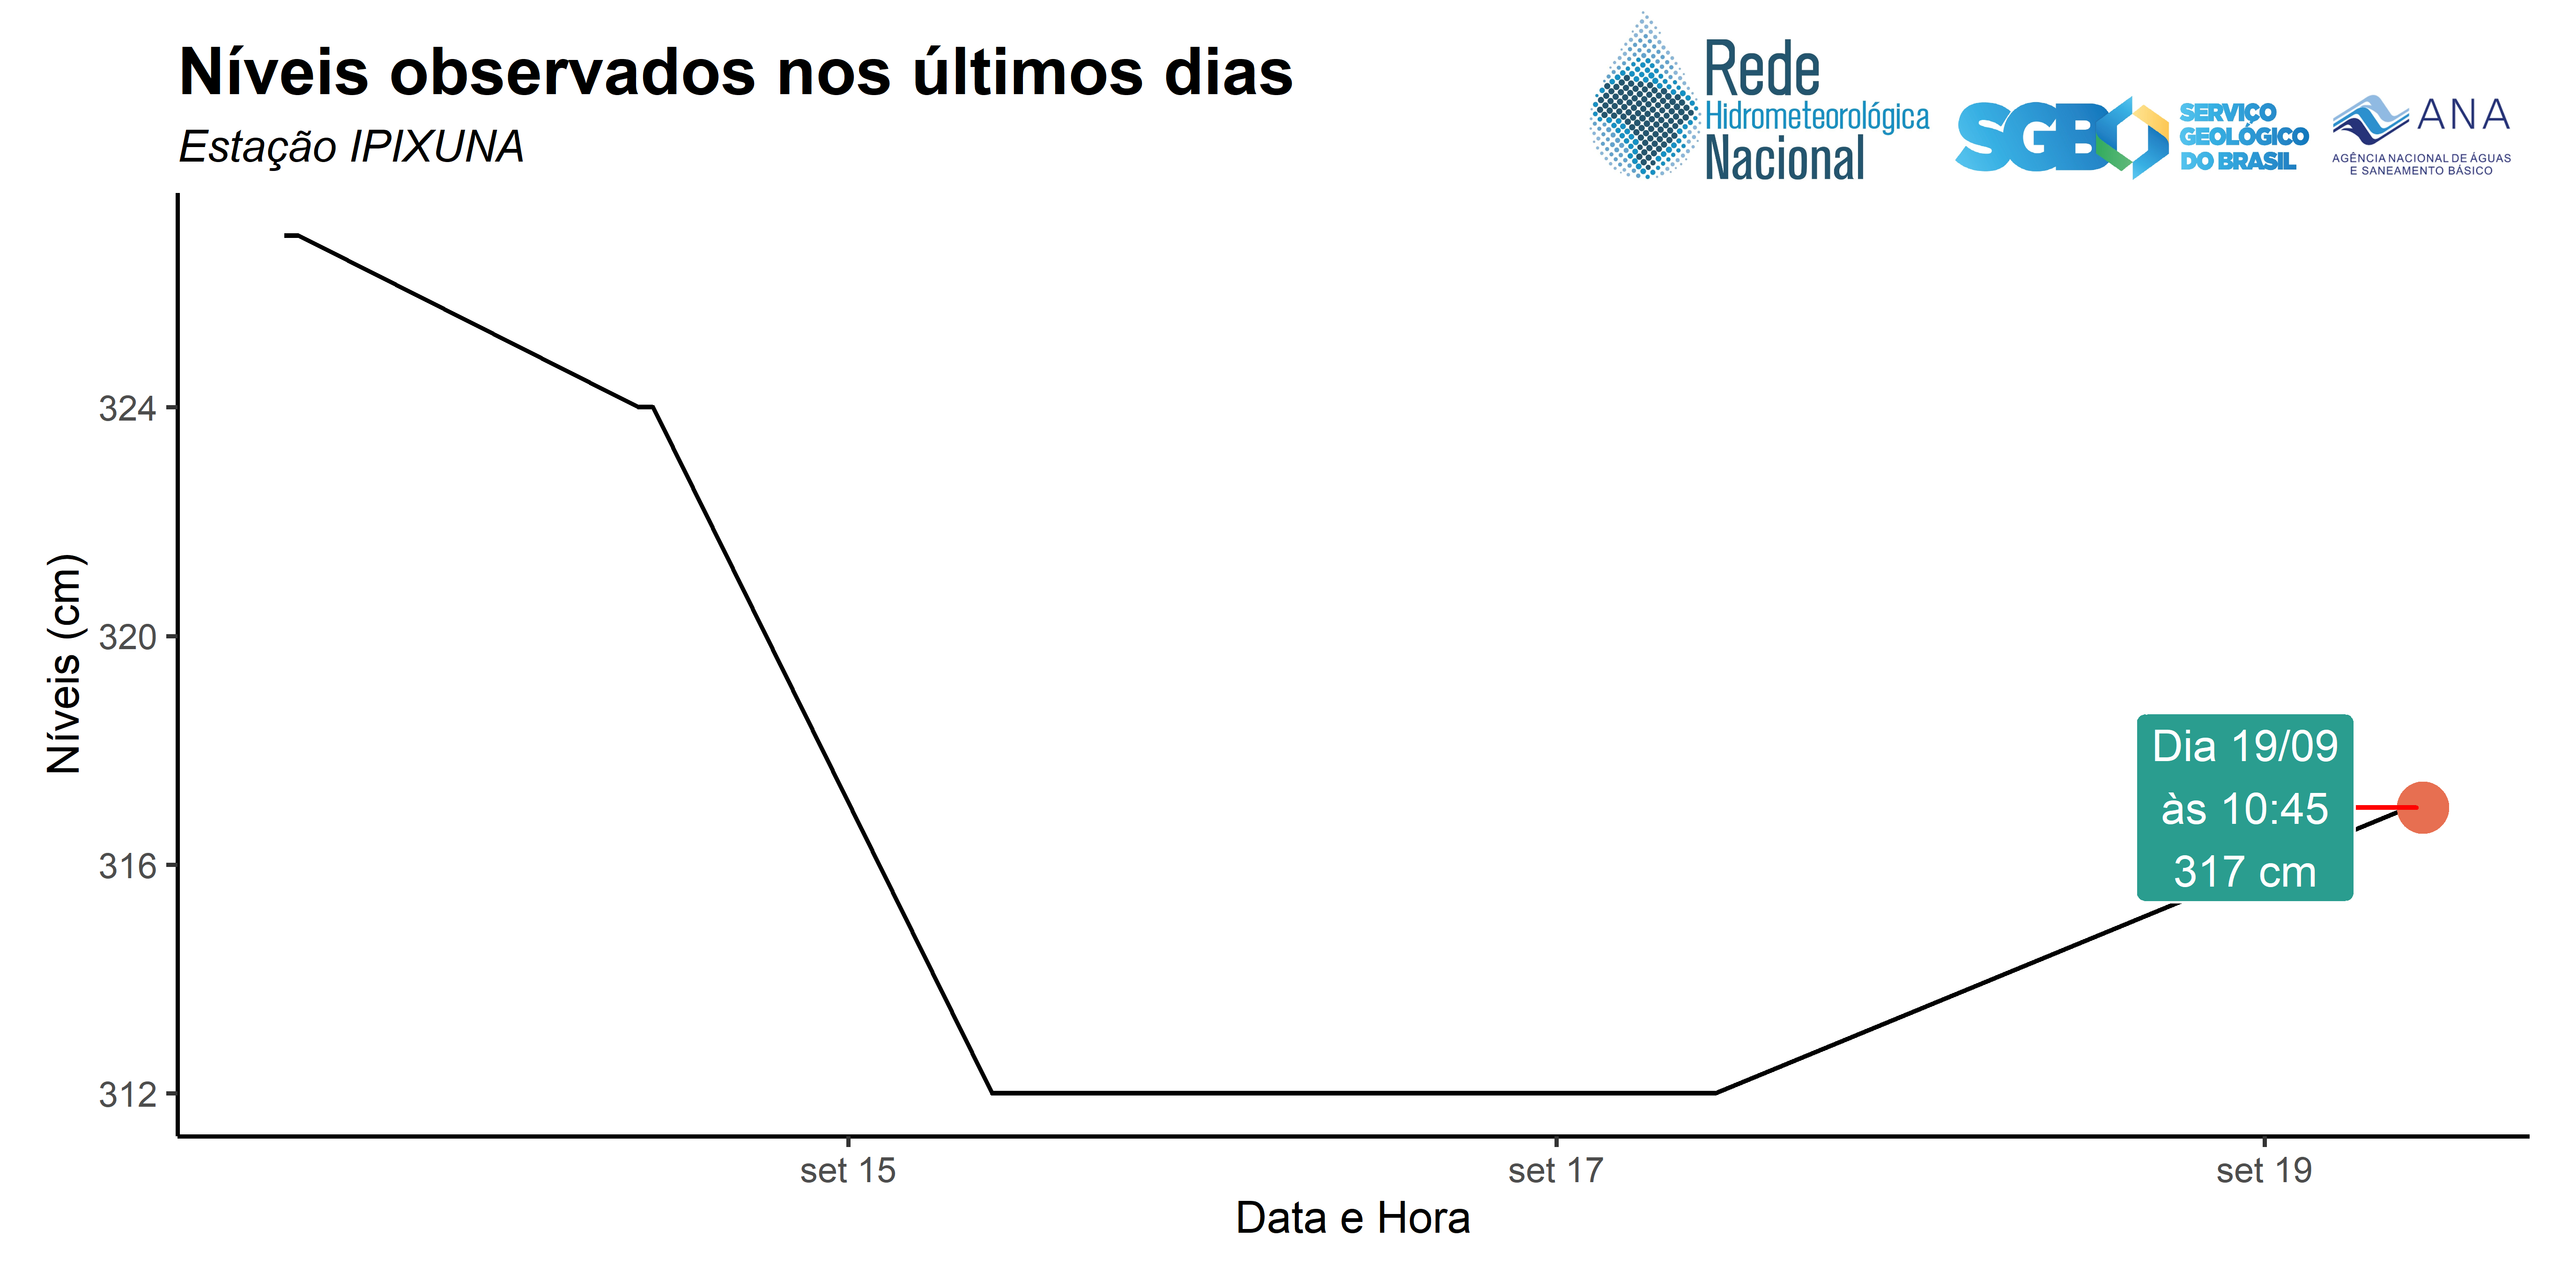 Níveis observados nos últimos dias
Estação IPIXUNA
Rede
Hidrometeorológica
Nacional
SGB
SERVIÇO
GEOLÓGICO
DO BRASIL
ANA
AGÊNCIA NACIONAL DE ÁGUAS
E SANEAMENTO BÁSICO
Níveis (cm)
324
320
316
312
Dia 19/09
às 10:45
317 cm
set 15
set 17
set 19
Data e Hora